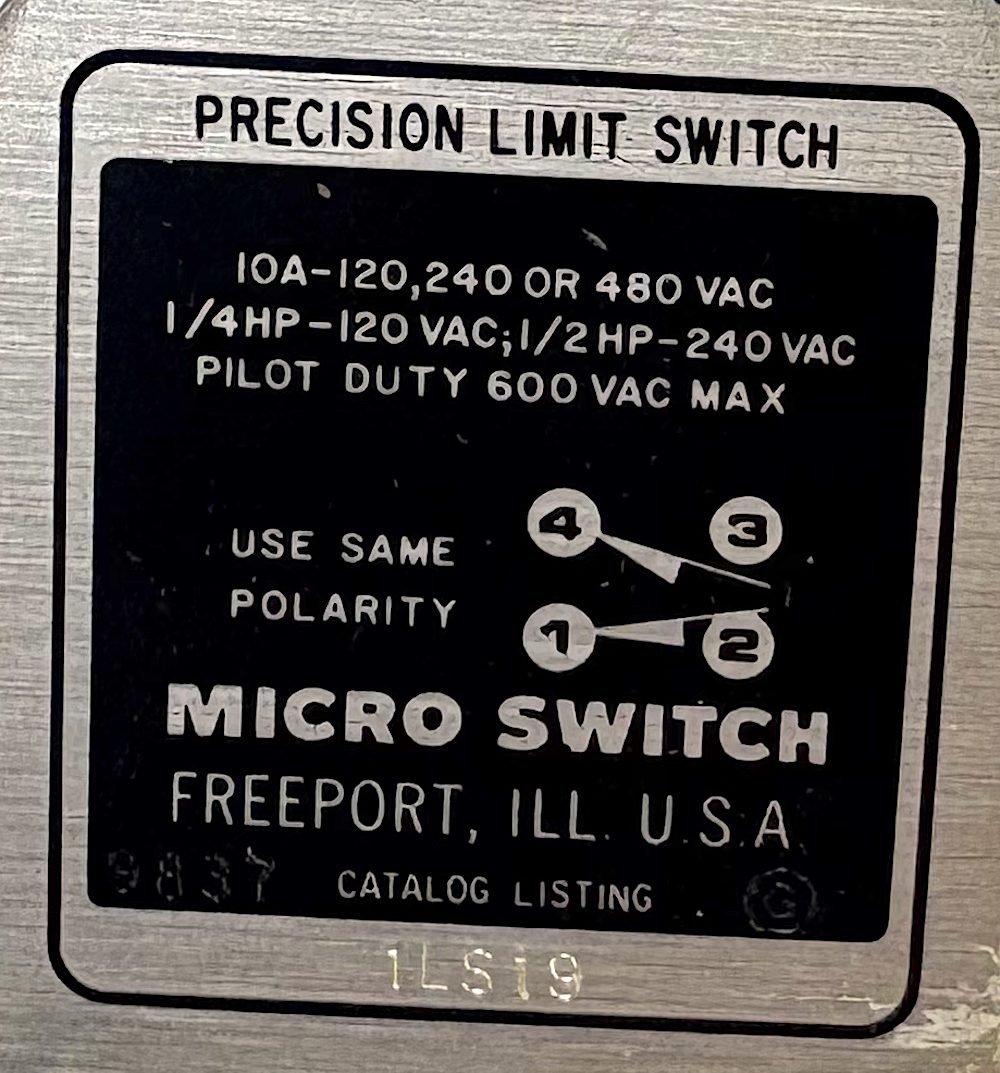 PRECISION LIMIT SWITCH
10A-120,240 OR 480 VAC
1/4HP-120 VAC;1/2HP-240 VAC
PILOT DUTY 600 VAC MAX
4 3
USE SAME
POLARITY
1 2
MICRO SWITCH
FREEPORT, ILL. U.S.A.
9837 CATALOG LISTING G
1LS19